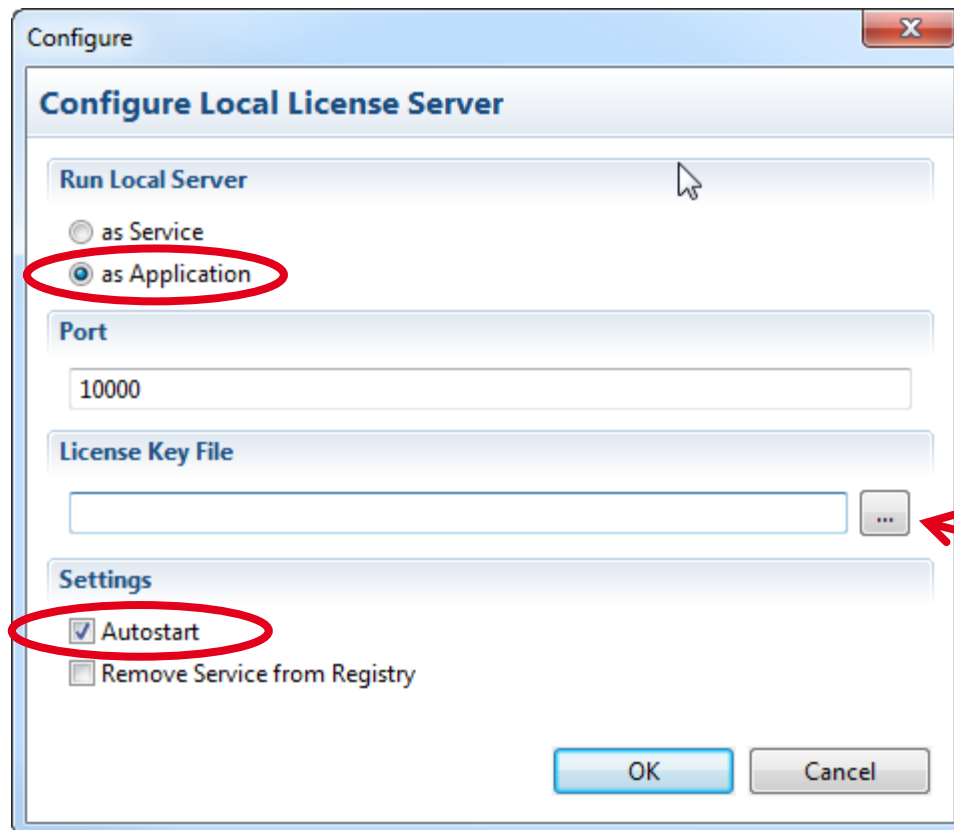 Configure
Configure Local License Server
Run Local Server
as Service
as Application
Port
10000
License Key File
...
Settings
Autostart
Remove Service from Registry
OK Cancel